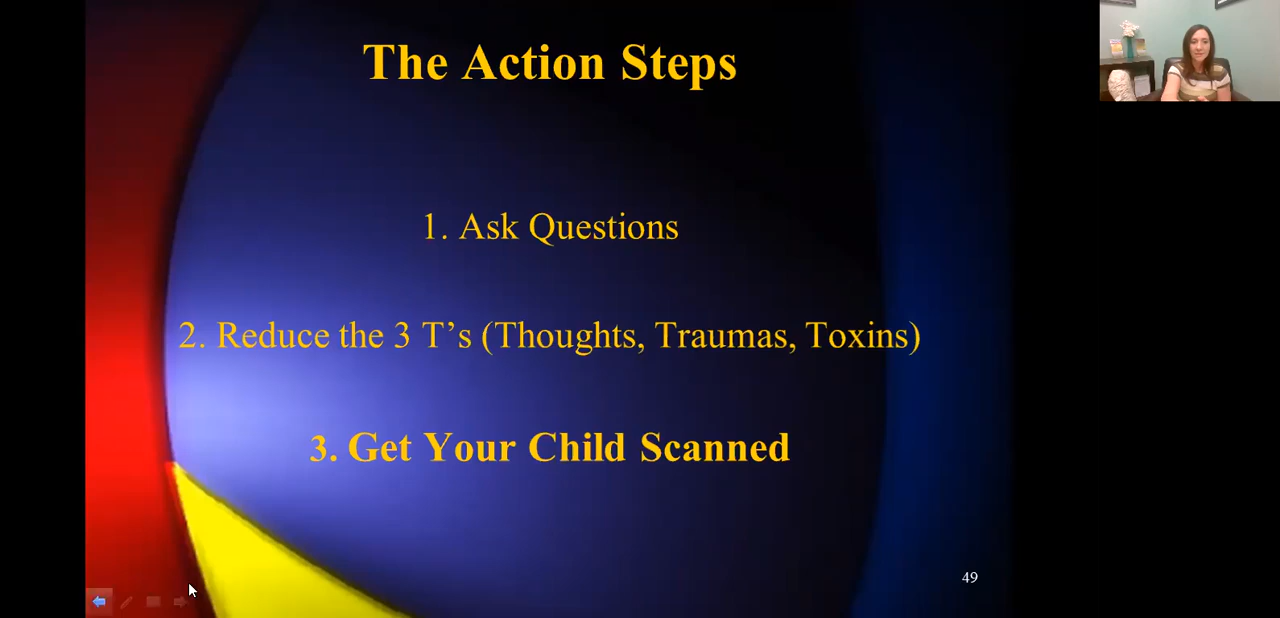 The Action Steps
1. Ask Questions
2. Reduce the 3 T’s (Thoughts, Traumas, Toxins)
3. Get Your Child Scanned
49